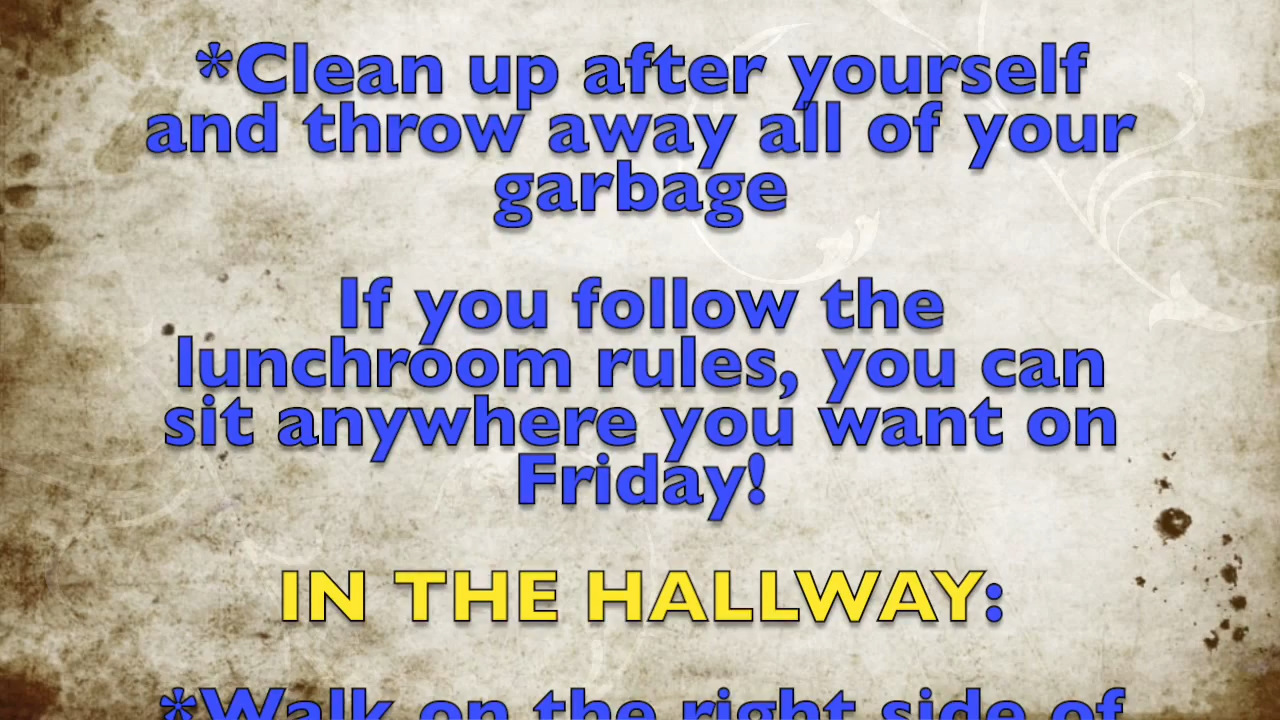 *Clean up after yourself
and throw away all of your
garbage
If you follow the
lunchroom rules, you can
sit anywhere you want on
Friday!
IN THE HALLWAY:
*Walk on the right side of